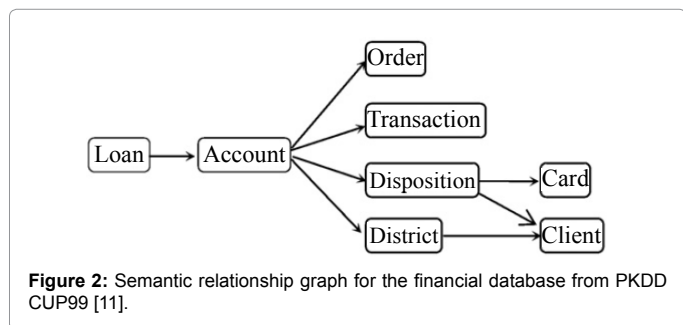 Order
Transaction
Loan
Account
Disposition
Card
District
Client
Figure 2: Semantic relationship graph for the financial database from PKDD
CUP99 [11].